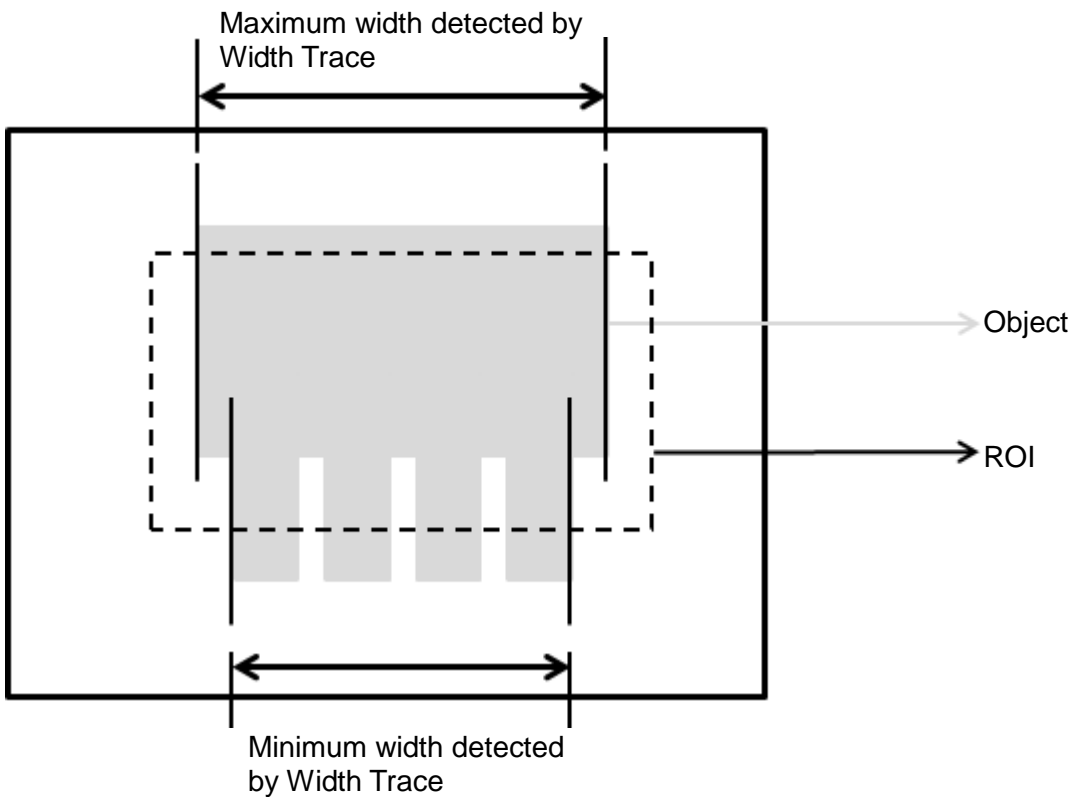 Maximum width detected by
Width Trace
Object
ROI
Minimum width detected
by Width Trace